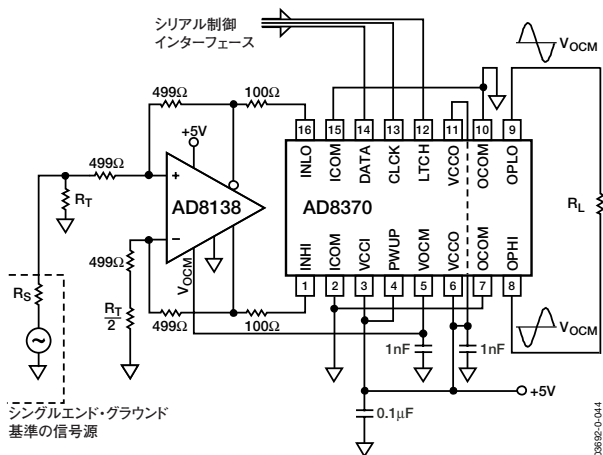 シリアル制御
インターフェース
VOCM
499Ω
100Ω
+5V
16
15
14
13
12
11
10
9
INLO
ICOM
DATA
CLCK
LTCH
VCCO
OCOM
OPLO
499Ω
+
RT
AD8138
AD8370
RL
−
499Ω
VOCM
INHI
ICOM
VCCI
PWUP
VOCM
VCCO
OCOM
OPHI
RS
RT
2
499Ω
100Ω
1
2
3
4
5
6
7
8
VOCM
1nF
1nF
~
+5V
0.1μF
シングルエンド・グラウンド
基準の信号源
03692-0-044